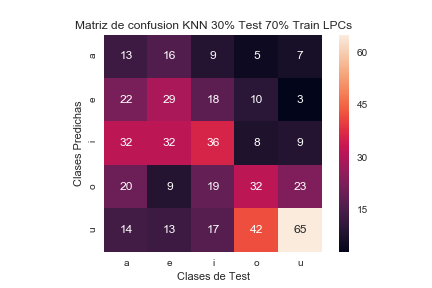 Matriz de confusion KNN 30% Test 70% Train LPCs
a 13 16 9 5 7
e 22 29 18 10 3
i 32 32 36 8 9
o 20 9 19 32 23
u 14 13 17 42 65
a e i o u
Clases de Test
Clases Predichas
60
45
30
15